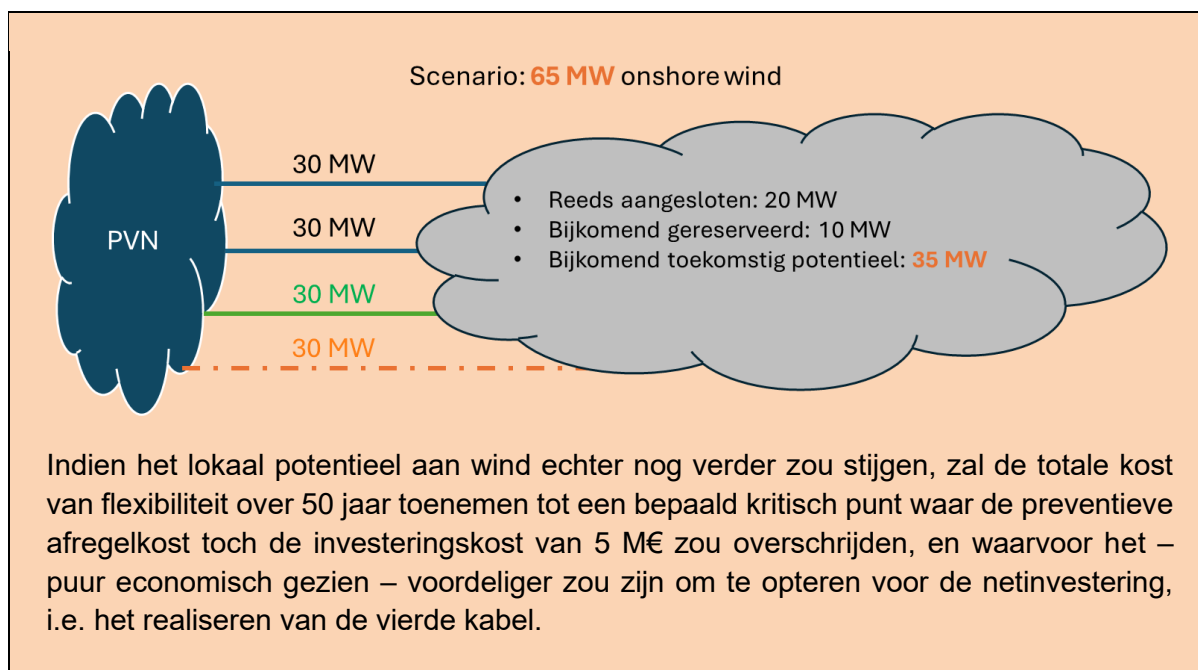 Scenario: 65 MW onshore wind
30 MW
30 MW
PVN
30 MW
30 MW
• Reeds aangesloten: 20 MW
• Bijkomend gereserveerd: 10 MW
• Bijkomend toekomstig potentieel: 35 MW
Indien het lokaal potentieel aan wind echter nog verder zou stijgen, zal de totale kost
van flexibiliteit over 50 jaar toenemen tot een bepaald kritisch punt waar de preventieve
afregelkost toch de investeringskost van 5 M€ zou overschrijden, en waarvoor het –
puur economisch gezien – voordeliger zou zijn om te opteren voor de netinvestering,
i.e. het realiseren van de vierde kabel.